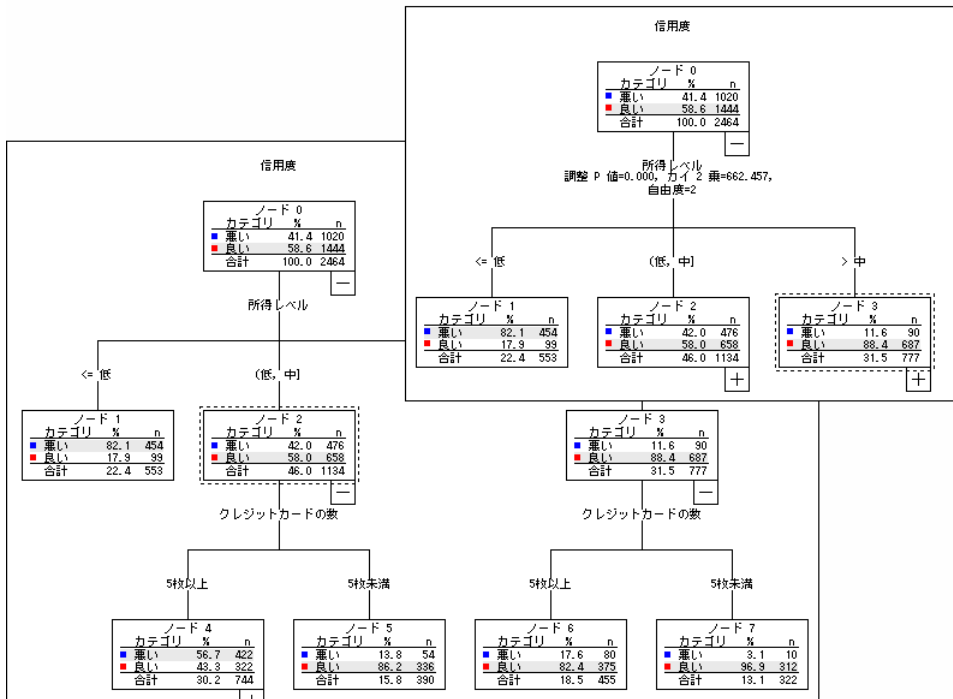 信用度
ノード 0
カテゴリ % n
悪い 41.4 1020
良い 58.6 1444
合計 100.0 2464
所得レベル
調整 P 値=0.000, カイ 2 乗=662.457,
自由度=2
<= 低
(低, 中]
> 中
ノード 1
カテゴリ % n
悪い 82.1 454
良い 17.9 99
合計 22.4 553
ノード 2
カテゴリ % n
悪い 42.0 476
良い 58.0 658
合計 46.0 1134
ノード 3
カテゴリ % n
悪い 11.6 90
良い 88.4 687
合計 31.5 777
信用度
ノード 0
カテゴリ % n
悪い 41.4 1020
良い 58.6 1444
合計 100.0 2464
所得レベル
<= 低
(低, 中]
ノード 1
カテゴリ % n
悪い 82.1 454
良い 17.9 99
合計 22.4 553
ノード 2
カテゴリ % n
悪い 42.0 476
良い 58.0 658
合計 46.0 1134
ノード 3
カテゴリ % n
悪い 11.6 90
良い 88.4 687
合計 31.5 777
クレジットカードの数
クレジットカードの数
5枚以上
5枚未満
5枚以上
5枚未満
ノード 4
カテゴリ % n
悪い 56.7 422
良い 43.3 322
合計 30.2 744
ノード 5
カテゴリ % n
悪い 13.8 54
良い 86.2 336
合計 15.8 390
ノード 6
カテゴリ % n
悪い 17.6 80
良い 82.4 375
合計 18.5 455
ノード 7
カテゴリ % n
悪い 3.1 10
良い 96.9 312
合計 13.1 322